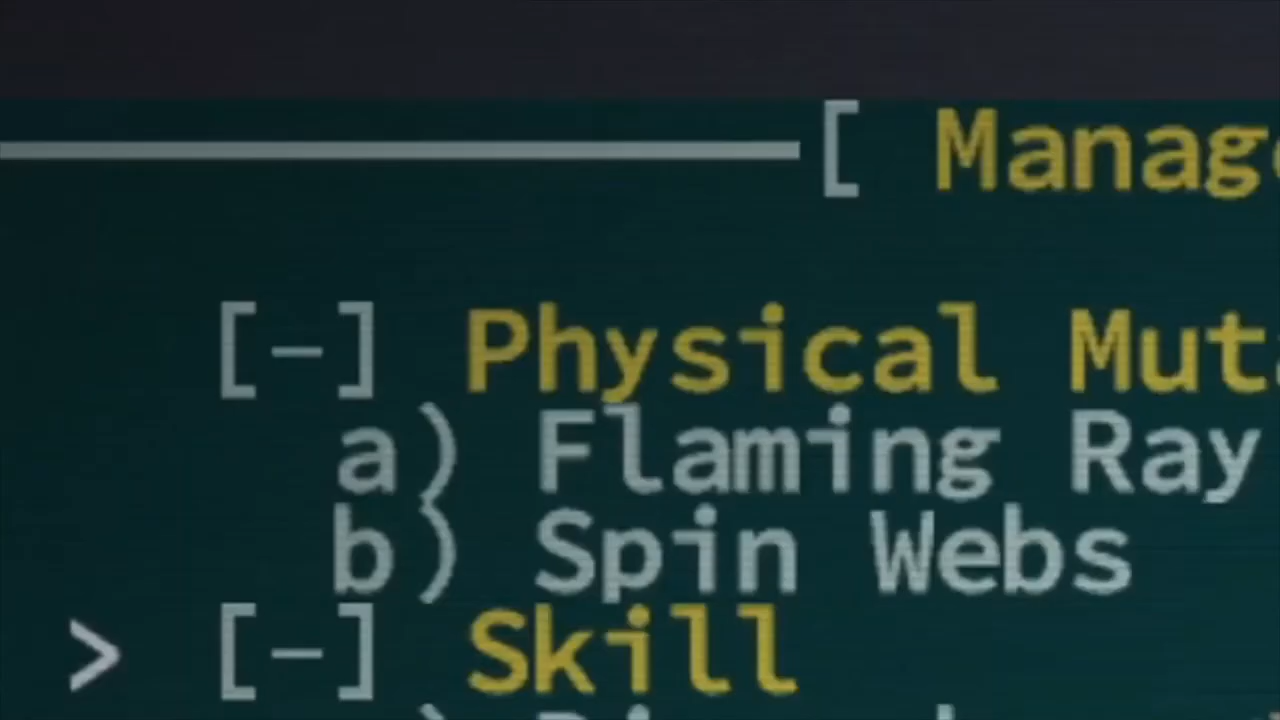 [ Manag
[-] Physical Mut
a) Flaming Ray
b) Spin Webs
> [-] Skill